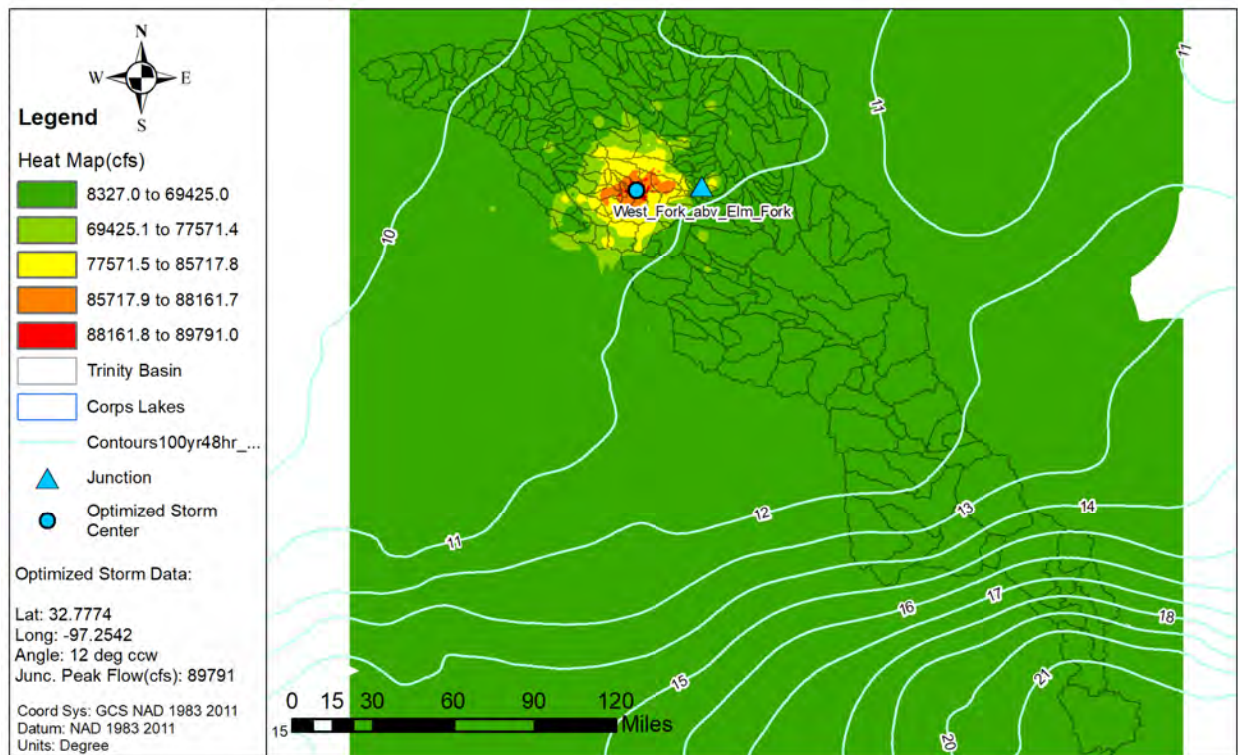 N
W
E
S
Legend
Heat Map(cfs)
8327.0 to 69425.0
69425.1 to 77571.4
77571.5 to 85717.8
85717.9 to 88161.7
88161.8 to 89791.0
Trinity Basin
Corps Lakes
Contours100yr48hr_...
Junction
Optimized Storm
Center
Optimized Storm Data:
Lat: 32.7774
Long: -97.2542
Angle: 12 deg ccw
Junc. Peak Flow(cfs): 89791
Coord Sys: GCS NAD 1983 2011
Datum: NAD 1983 2011
Units: Degree
11
11
West_Fork_abv_Elm_Fork
10
12
13
14
11
16
17
18
15
21
20
0 15 30 60 90 120
Miles
15